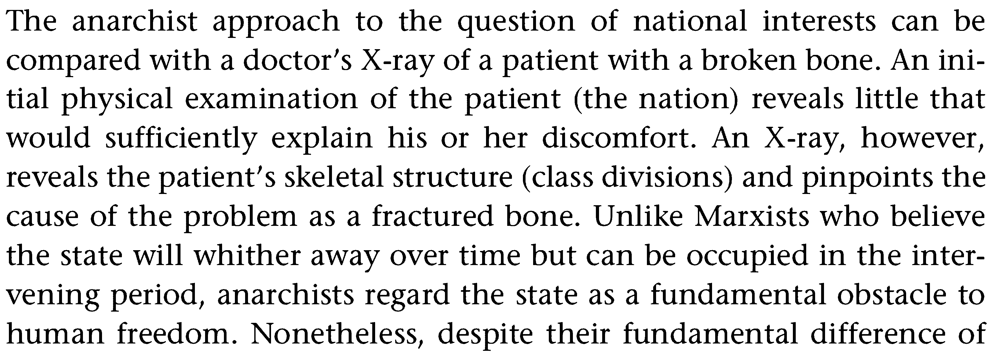 The anarchist approach to the question of national interests can be
compared with a doctor’s X-ray of a patient with a broken bone. An ini-
tial physical examination of the patient (the nation) reveals little that
would sufficiently explain his or her discomfort. An X-ray, however,
reveals the patient’s skeletal structure (class divisions) and pinpoints the
cause of the problem as a fractured bone. Unlike Marxists who believe
the state will whither away over time but can be occupied in the inter-
vening period, anarchists regard the state as a fundamental obstacle to
human freedom. Nonetheless, despite their fundamental difference of